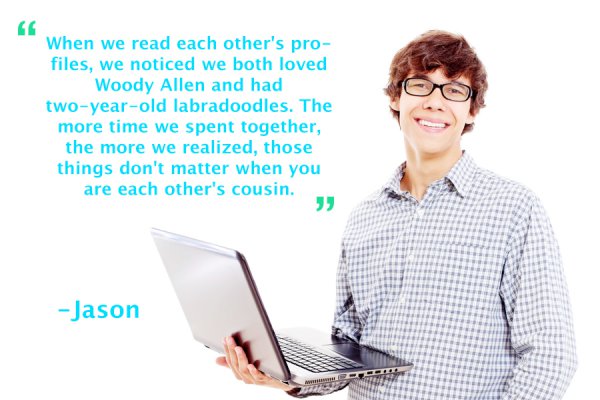 “
When we read each other's pro-
files, we noticed we both loved
Woody Allen and had
two-year-old labradoodles. The
more time we spent together,
the more we realized, those
things don't matter when you
are each other's cousin.
”
-Jason